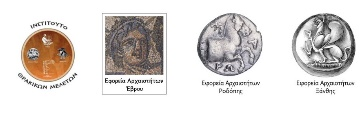 ΙΝΣΤΙΤΟΥΤΟ
ΘΡΑΚΙΚΩΝ ΜΕΛΕΤΩΝ
Εφορεία Αρχαιοτήτων
Έβρου
Εφορεία Αρχαιοτήτων
Ροδόπης
Εφορεία Αρχαιοτήτων
Ξάνθης